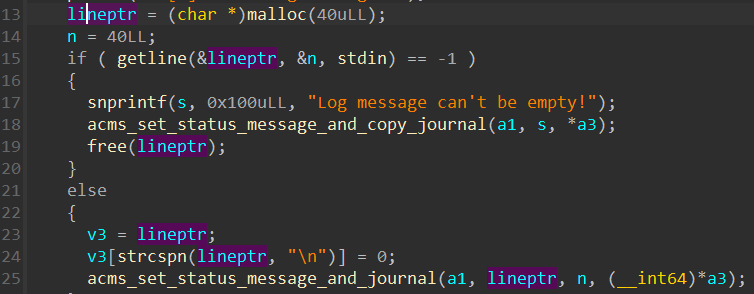 13 lineptr = (char *)malloc(40uLL);
14 n = 40LL;
15 if ( getline(&lineptr, &n, stdin) == -1 )
16 {
17 snprintf(s, 0x100uLL, "Log message can't be empty!");
18 acms_set_status_message_and_copy_journal(a1, s, *a3);
19 free(lineptr);
20 }
21 else
22 {
23 v3 = lineptr;
24 v3[strcspn(lineptr, "\n")] = 0;
25 acms_set_status_message_and_journal(a1, lineptr, n, (__int64)*a3);